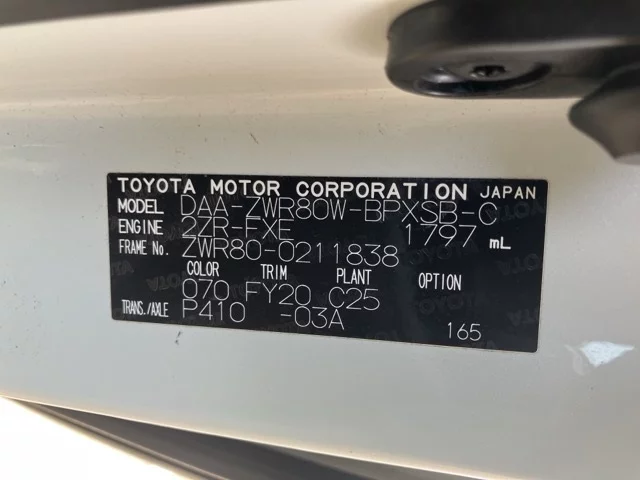 TOYOTA MOTOR CORPORATION JAPAN
MODEL DAA-ZWR80W-BPXSB-C
ENGINE 2ZR-FXE 1797 mL
FRAME No. ZWR80-0211838
COLOR TRIM PLANT OPTION
070 FY20 C25
TRANS./AXLE P410 -03A
165